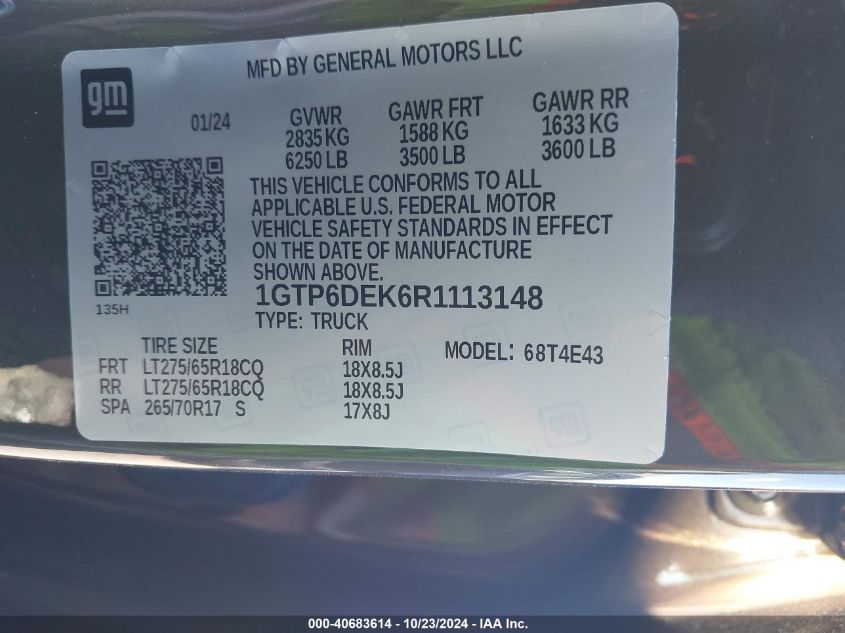 MFD BY GENERAL MOTORS LLC
gm
01/24
GVWR GAWR FRT GAWR RR
2835 KG 1588 KG 1633 KG
6250 LB 3500 LB 3600 LB
THIS VEHICLE CONFORMS TO ALL
APPLICABLE U.S. FEDERAL MOTOR
VEHICLE SAFETY STANDARDS IN EFFECT
ON THE DATE OF MANUFACTURE
SHOWN ABOVE.
135H
1GTP6DEK6R1113148
TYPE: TRUCK
TIRE SIZE RIM MODEL: 68T4E43
FRT LT275/65R18CQ 18X8.5J
RR LT275/65R18CQ 18X8.5J
SPA 265/70R17 S 17X8J
000-40683614 - 10/23/2024 - IAA Inc.